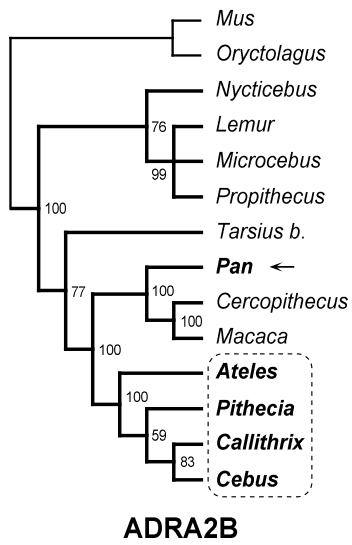 Mus
Oryctolagus
Nycticebus
76
Lemur
Microcebus
99
Propithecus
100
Tarsius b.
Pan
77
100
Cercopithecus
100
Macaca
100
Ateles
100
Pithecia
59
Callithrix
83
Cebus
ADRA2B